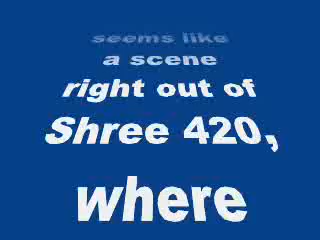 seems like
a scene
right out of
Shree 420,
where